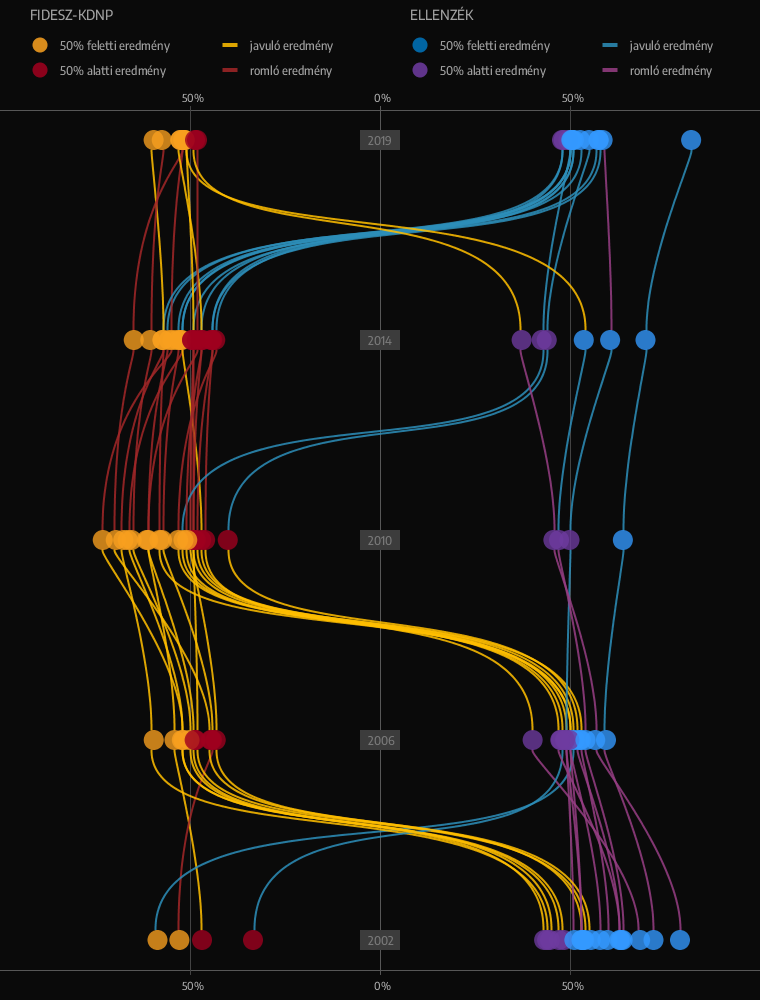 FIDESZ-KDNP ELLENZÉK
50% feletti eredmény javuló eredmény 50% feletti eredmény javuló eredmény
50% alatti eredmény romló eredmény 50% alatti eredmény romló eredmény
50% 0% 50%
2019
2014
2010
2006
2002
50% 0% 50%